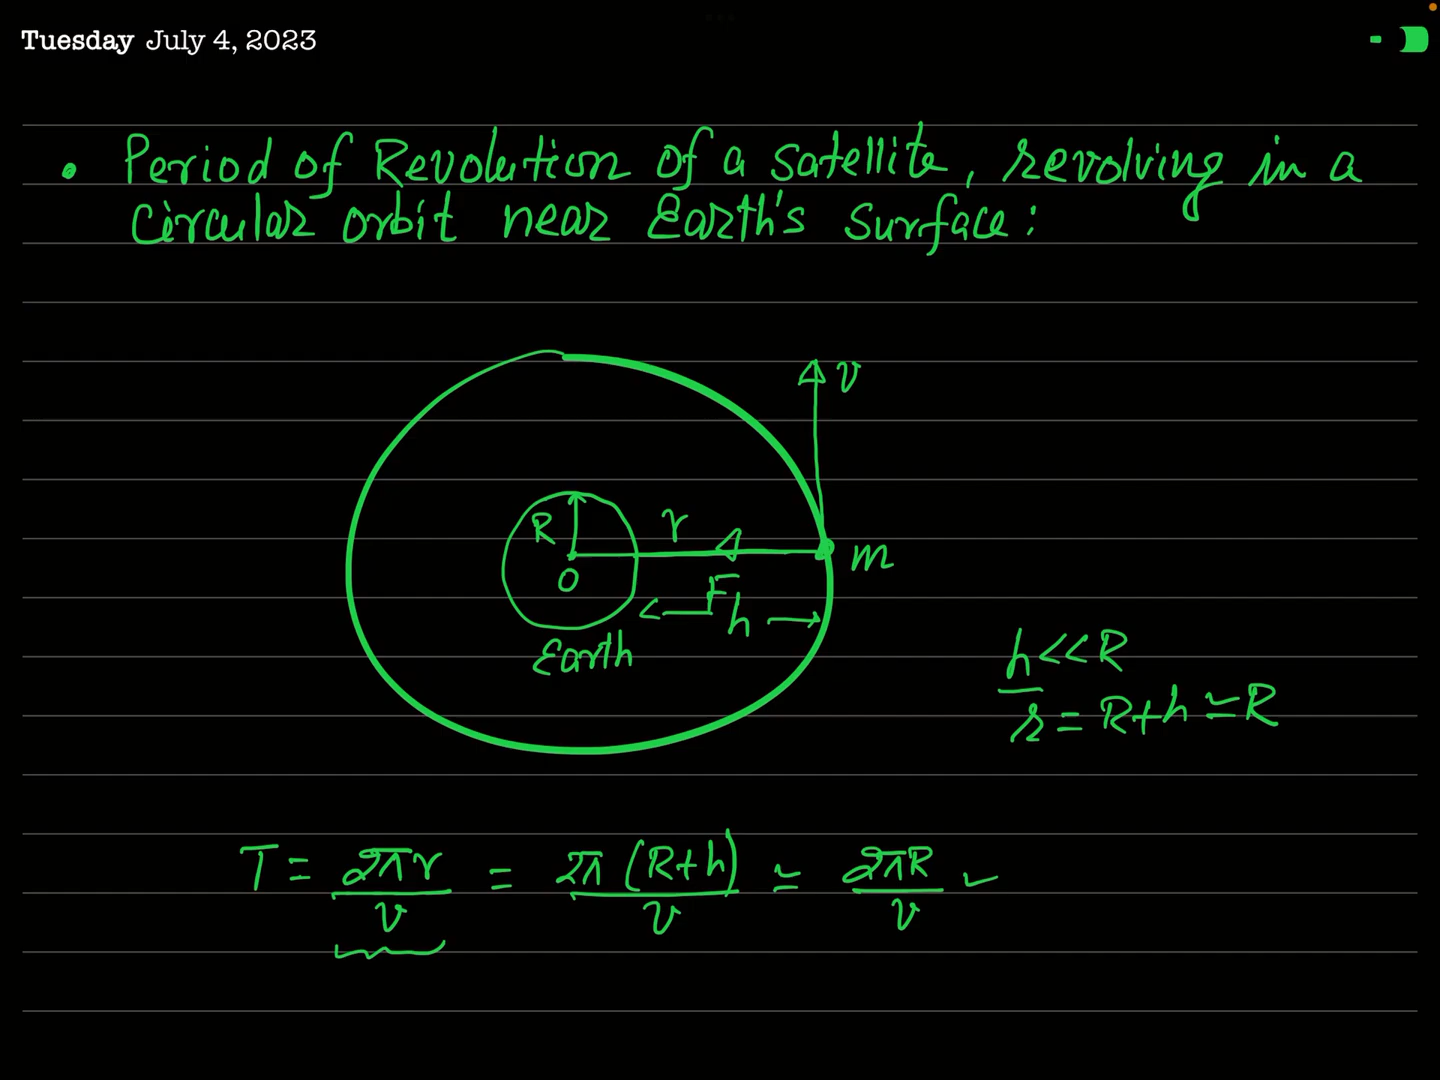 Tuesday July 4, 2023
• Period of Revolution of a satellite, revolving in a
circular orbit near Earth's surface:
v
R
r
m
O
F
h
Earth
h<<R
r = R+h ≃ R
T = 2πr/v = 2π(R+h)/v ≃ 2πR/v